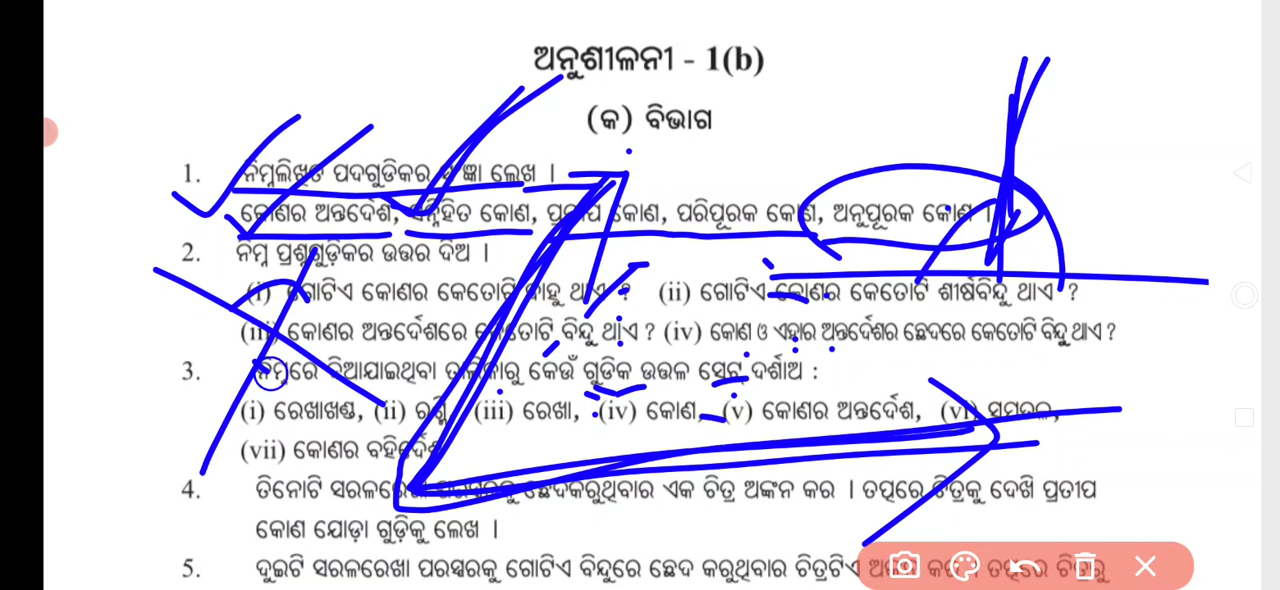 ଅନୁଶୀଳନୀ - 1(b)
(କ) ବିଭାଗ
1. ନିମ୍ନଲିଖିତ ପଦଗୁଡିକର ସଂଜ୍ଞା ଲେଖ ।
କୋଣର ଅନ୍ତର୍ଦେଶ, ସନ୍ନିହିତ କୋଣ, ପ୍ରତୀପ କୋଣ, ପରିପୂରକ କୋଣ, ଅନୁପୂରକ କୋଣ ।
2. ନିମ୍ନ ପ୍ରଶ୍ନଗୁଡ଼ିକର ଉତ୍ତର ଦିଅ ।
(i) ଗୋଟିଏ କୋଣର କେତୋଟି ବାହୁ ଥାଏ ? (ii) ଗୋଟିଏ କୋଣର କେତୋଟି ଶୀର୍ଷବିନ୍ଦୁ ଥାଏ ?
(iii) କୋଣର ଅନ୍ତର୍ଦେଶରେ କେତୋଟି ବିନ୍ଦୁ ଥାଏ ? (iv) କୋଣ ଓ ଏହାର ଅନ୍ତର୍ଦେଶର ଛେଦରେ କେତୋଟି ବିନ୍ଦୁ ଥାଏ ?
3. ନିମ୍ନରେ ଦିଆଯାଇଥିବା ତାଲିକାରୁ କେଉଁ ଗୁଡିକ ଉତ୍ତଳ ସେଟ୍ ଦର୍ଶାଅ :
(i) ରେଖାଖଣ୍ଡ, (ii) ରଶ୍ମି, (iii) ରେଖା, (iv) କୋଣ, (v) କୋଣର ଅନ୍ତର୍ଦେଶ, (vi) ସମତଳ,
(vii) କୋଣର ବହିର୍ଦେଶ
4. ତିନୋଟି ସରଳରେଖା ପରସ୍ପରକୁ ଛେଦକରୁଥିବାର ଏକ ଚିତ୍ର ଅଙ୍କନ କର । ତତ୍ପରେ ଚିତ୍ରକୁ ଦେଖି ପ୍ରତୀପ
କୋଣ ଯୋଡ଼ା ଗୁଡ଼ିକୁ ଲେଖ ।
5. ଦୁଇଟି ସରଳରେଖା ପରସ୍ପରକୁ ଗୋଟିଏ ବିନ୍ଦୁରେ ଛେଦ କରୁଥିବାର ଚିତ୍ରଟିଏ